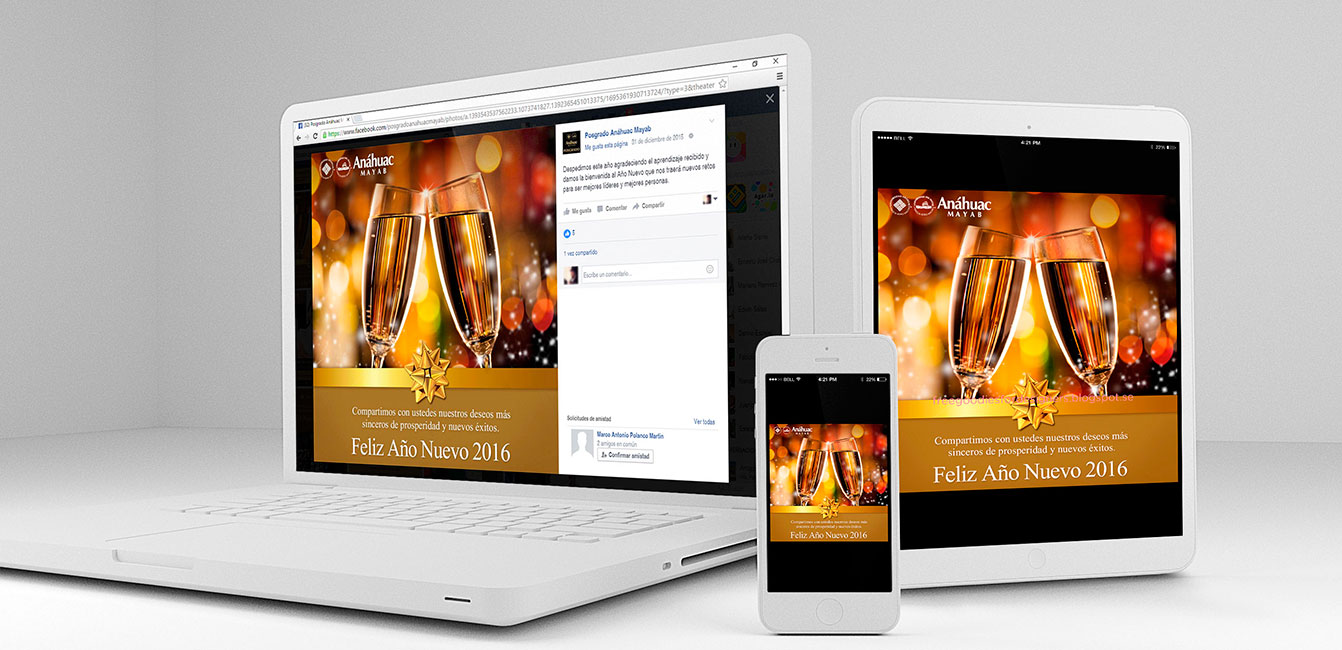 (12) Posgrado Anáhuac
https://www.facebook.com/posgradoanahuacmayab/photos/a.1393543537562233.1073741827.1392365451013375/1695361930713724/?type=3&theater
Anáhuac
MAYAB
Compartimos con ustedes nuestros deseos más
sinceros de prosperidad y nuevos éxitos.
Feliz Año Nuevo 2016
Posgrado Anáhuac Mayab
Me gusta esta página 31 de diciembre de 2015
Despedimos este año agradeciendo el aprendizaje recibido y
damos la bienvenida al Año Nuevo que nos traerá nuevos retos
para ser mejores líderes y mejores personas.
Me gusta Comentar Compartir
5
1 vez compartido
Escribe un comentario...
Solicitudes de amistad Ver todas
Marco Antonio Polanco Martin
2 amigos en común
Confirmar amistad
BELL 4:21 PM 22%
Anáhuac
MAYAB
Compartimos con ustedes nuestros deseos más
sinceros de prosperidad y nuevos éxitos.
Feliz Año Nuevo 2016
BELL 4:21 PM 22%
Anáhuac
MAYAB
.blogspot.se
Compartimos con ustedes nuestros deseos más
sinceros de prosperidad y nuevos éxitos.
Feliz Año Nuevo 2016